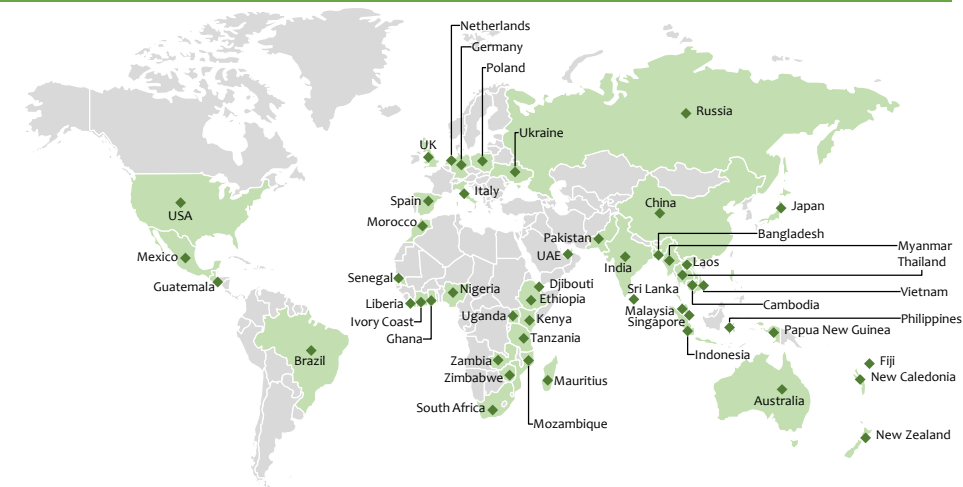 Netherlands
Germany
Poland
Russia
Ukraine
UK
Italy
Spain
USA
China
Japan
Morocco
Bangladesh
Pakistan
Myanmar
UAE
Mexico
Thailand
Laos
India
Senegal
Guatemala
Djibouti
Nigeria
Sri Lanka
Vietnam
Ethiopia
Liberia
Cambodia
Malaysia
Uganda
Kenya
Philippines
Ivory Coast
Singapore
Papua New Guinea
Ghana
Tanzania
Indonesia
Brazil
Zambia
Fiji
Zimbabwe
Mauritius
New Caledonia
Australia
South Africa
Mozambique
New Zealand